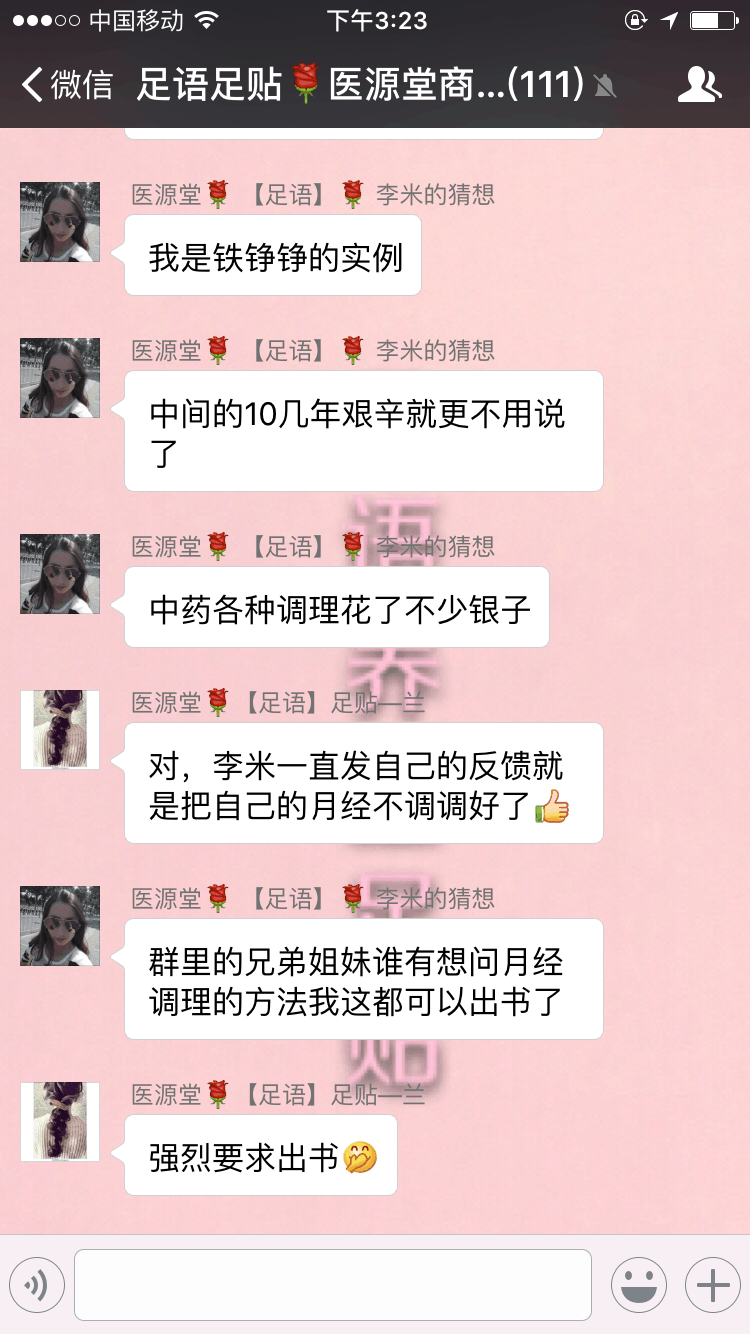 中国移动 下午3:23
微信 足语足贴🌹医源堂商...(111)
医源堂🌹【足语】🌹李米的猜想
我是铁铮铮的实例
医源堂🌹【足语】🌹李米的猜想
中间的10几年艰辛就更不用说
了
医源堂🌹【足语】🌹李米的猜想
中药各种调理花了不少银子
医源堂🌹【足语】足贴—兰
对，李米一直发自己的反馈就
是把自己的月经不调调好了👍
医源堂🌹【足语】🌹李米的猜想
群里的兄弟姐妹谁有想问月经
调理的方法我这都可以出书了
医源堂🌹【足语】足贴—兰
强烈要求出书🤭